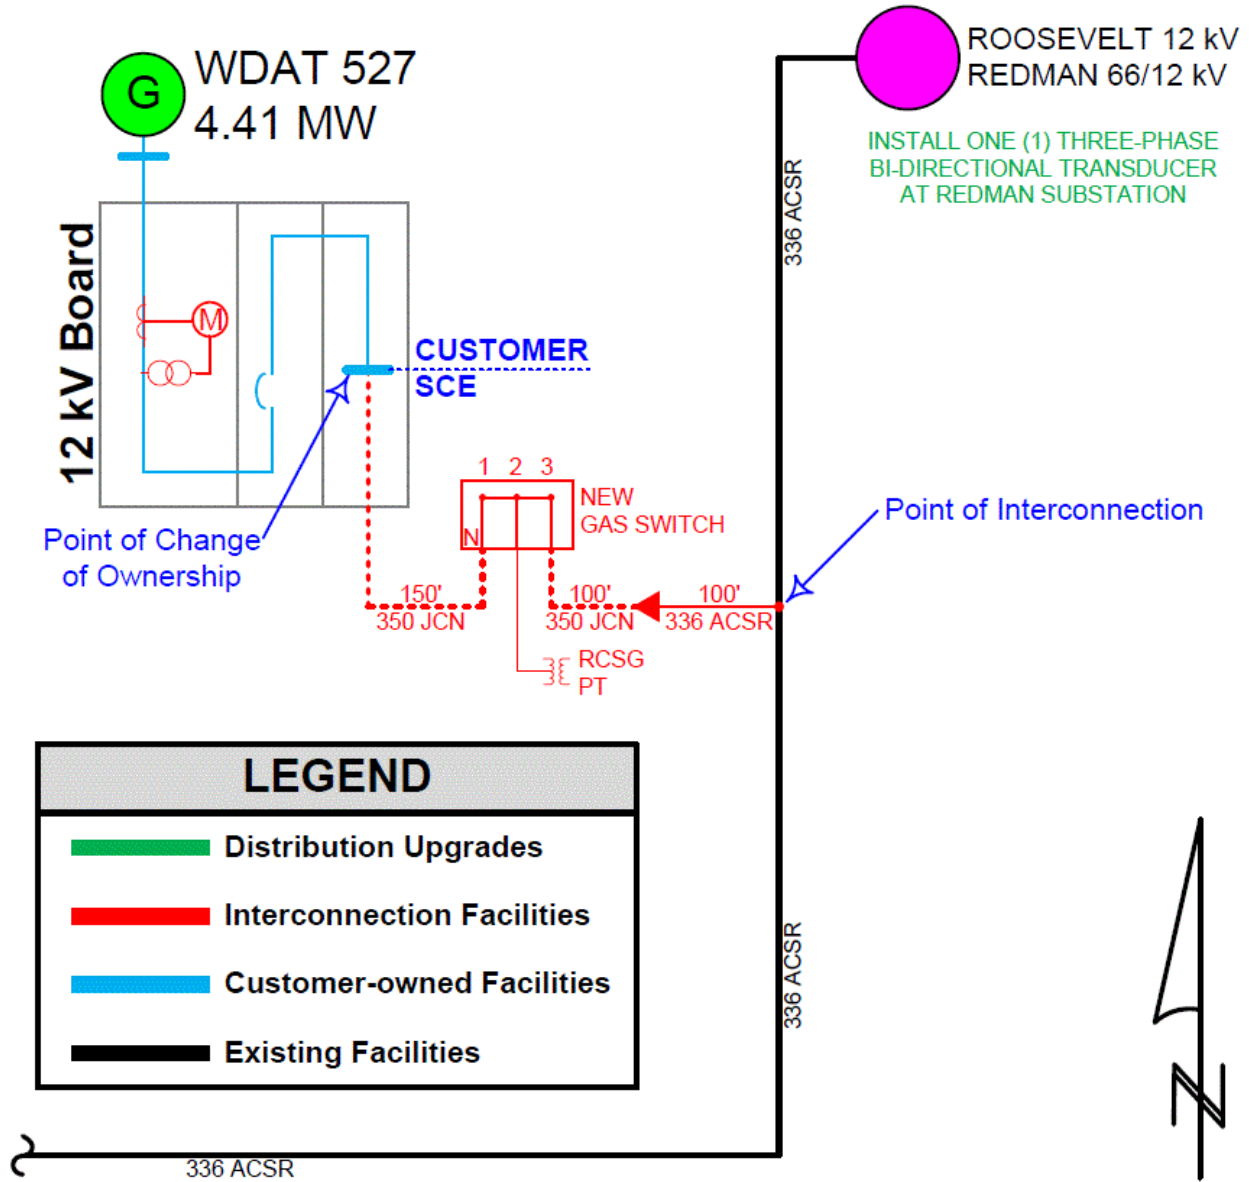 ROOSEVELT 12 kV
REDMAN 66/12 kV
G
WDAT 527
4.41 MW
INSTALL ONE (1) THREE-PHASE
BI-DIRECTIONAL TRANSDUCER
AT REDMAN SUBSTATION
336 ACSR
12 kV Board
M
CUSTOMER
SCE
1 2 3
NEW
GAS SWITCH
N
Point of Interconnection
Point of Change
of Ownership
150'
350 JCN
100'
350 JCN
100'
336 ACSR
RCSG
PT
LEGEND
Distribution Upgrades
Interconnection Facilities
Customer-owned Facilities
Existing Facilities
336 ACSR
N
336 ACSR